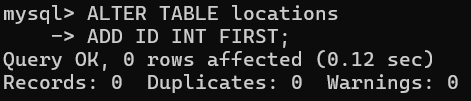 mysql> ALTER TABLE locations
    -> ADD ID INT FIRST;
Query OK, 0 rows affected (0.12 sec)
Records: 0  Duplicates: 0  Warnings: 0